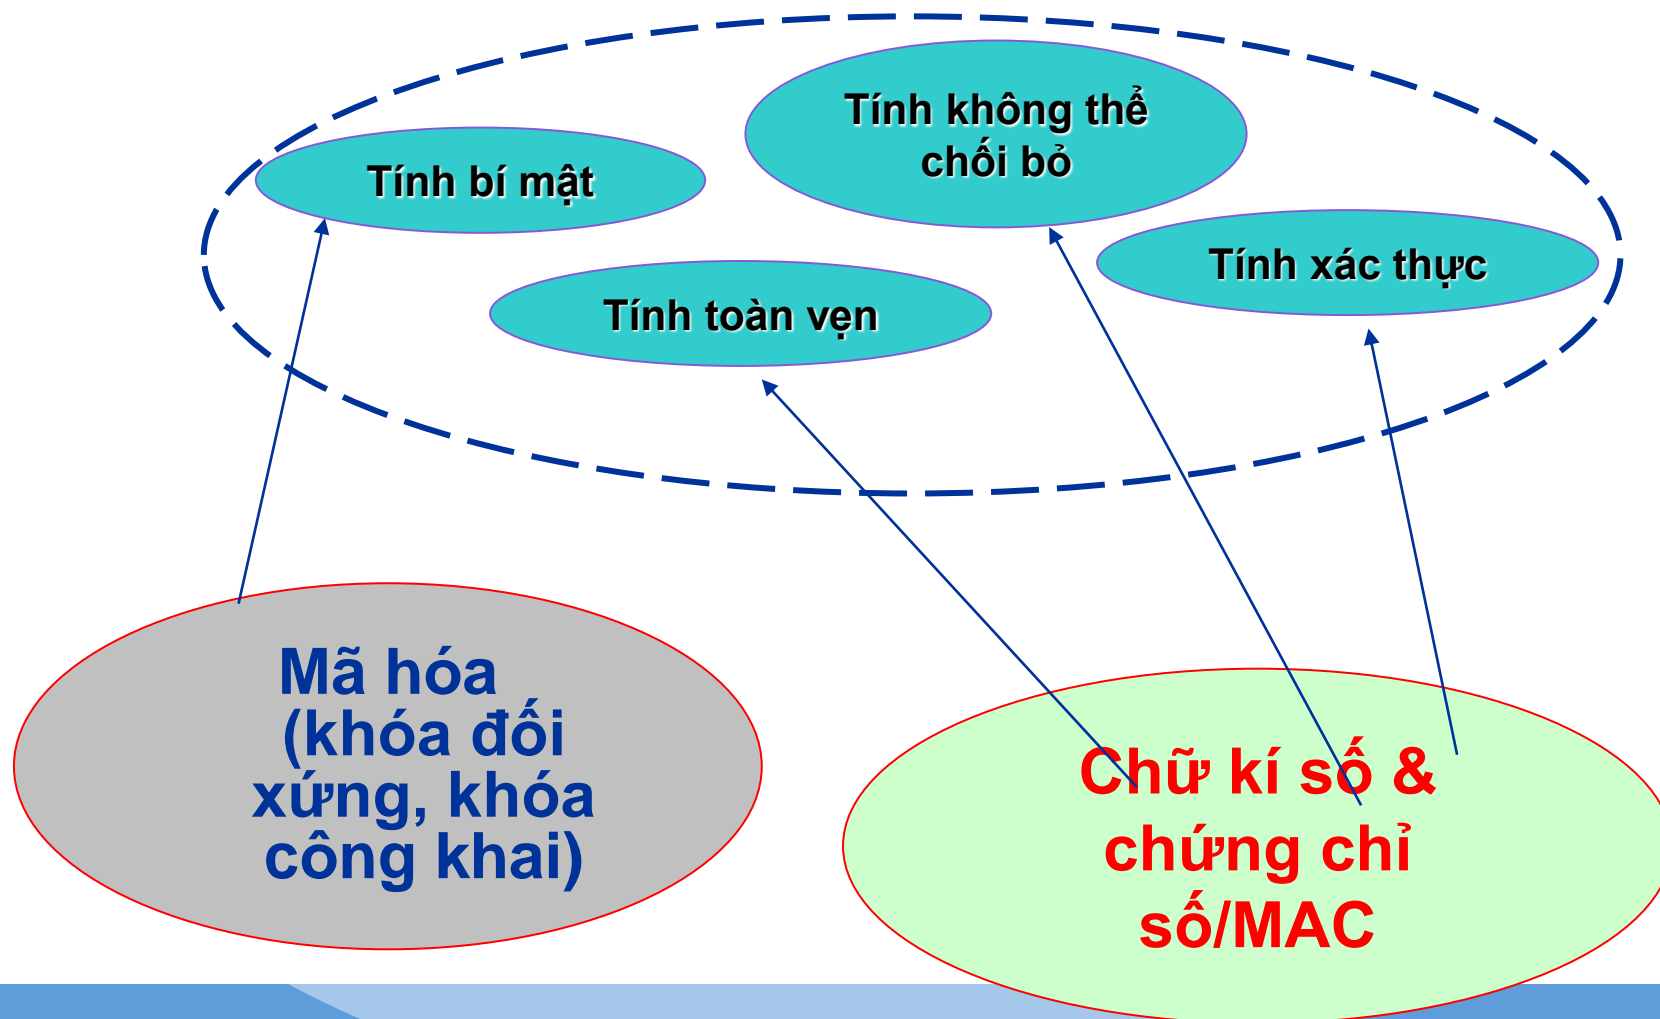 Tính không thể
chối bỏ
Tính bí mật
Tính xác thực
Tính toàn vẹn
Mã hóa
(khóa đối
xứng, khóa
công khai)
Chữ kí số &
chứng chỉ
số/MAC